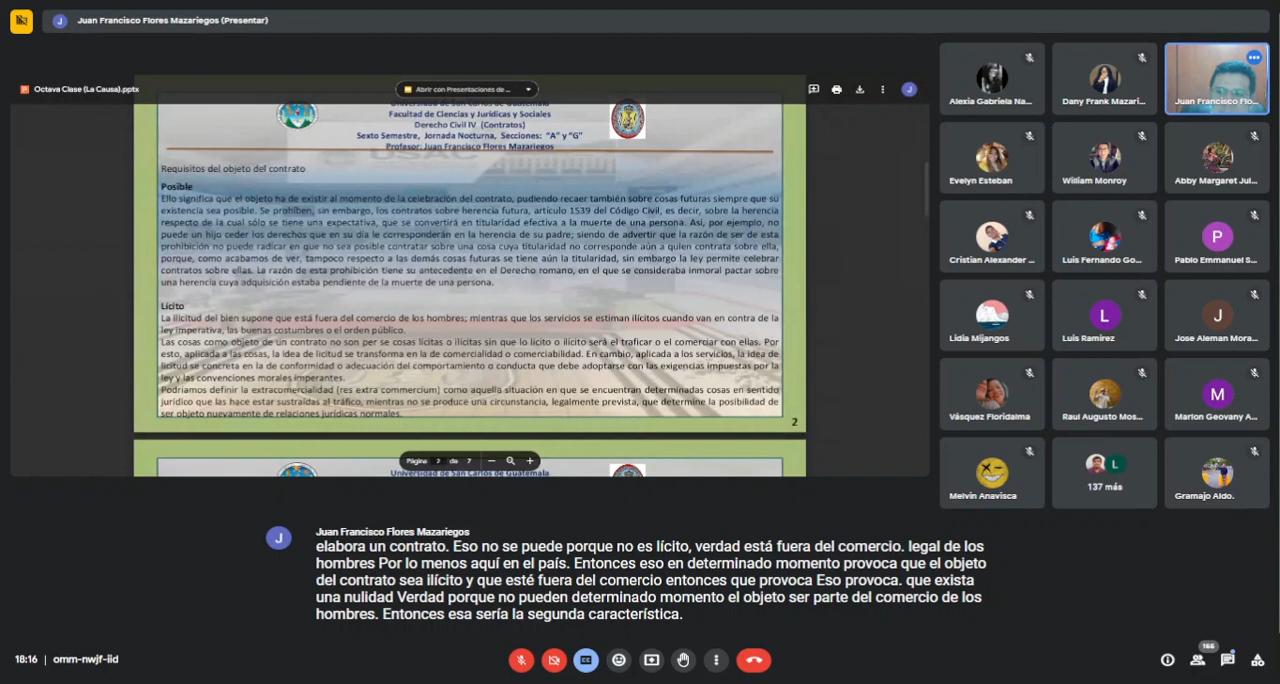 J Juan Francisco Flores Mazariegos (Presentar)
Octava Clase (La Causa).pptx
Abrir con Presentaciones de ...
J
Universidad de San Carlos de Guatemala
Facultad de Ciencias y Jurídicas y Sociales
Derecho Civil IV (Contratos)
Sexto Semestre, Jornada Nocturna, Secciones: "A" y "G"
Profesor: Juan Francisco Flores Mazariegos
USAC
Requisitos del objeto del contrato
Posible
Ello significa que el objeto ha de existir al momento de la celebración del contrato, pudiendo recaer también sobre cosas futuras siempre que su
existencia sea posible. Se prohíben, sin embargo, los contratos sobre herencia futura, artículo 1539 del Código Civil, es decir, sobre la herencia
respecto de la cual sólo se tiene una expectativa, que se convertirá en titularidad efectiva a la muerte de una persona. Así, por ejemplo, no
puede un hijo ceder los derechos que en su día le corresponderán en la herencia de su padre; siendo de advertir que la razón de ser de esta
prohibición no puede radicar en que no sea posible contratar sobre una cosa cuya titularidad no corresponde aún a quien contrata sobre ella,
porque, como acabamos de ver, tampoco respecto a las demás cosas futuras se tiene aún la titularidad, sin embargo la ley permite celebrar
contratos sobre ellas. La razón de esta prohibición tiene su antecedente en el Derecho romano, en el que se consideraba inmoral pactar sobre
una herencia cuya adquisición estaba pendiente de la muerte de una persona.
Lícito
La ilicitud del bien supone que está fuera del comercio de los hombres; mientras que los servicios se estiman ilícitos cuando van en contra de la
ley imperativa, las buenas costumbres o el orden público.
Las cosas como objeto de un contrato no son per se cosas lícitas o ilícitas sin que lo lícito o ilícito será el traficar o el comerciar con ellas. Por
esto, aplicada a las cosas, la idea de licitud se transforma en la de comercialidad o comerciabilidad. En cambio, aplicada a los servicios, la idea de
licitud se concreta en la de conformidad o adecuación del comportamiento o conducta que debe adoptarse con las exigencias impuestas por la
ley y las convenciones morales imperantes.
Podríamos definir la extracomercialidad (res extra commercium) como aquella situación en que se encuentran determinadas cosas en sentido
jurídico que las hace estar sustraídas al tráfico, mientras no se produce una circunstancia, legalmente prevista, que determine la posibilidad de
ser objeto nuevamente de relaciones jurídicas normales.
2
Página 2 de 7
Universidad de San Carlos de Guatemala
Alexia Gabriela Na...
Dany Frank Mazari...
Juan Francisco Flo...
Evelyn Esteban
William Monroy
Abby Margaret Jul...
Cristian Alexander ...
Luis Fernando Go...
P
Pablo Emmanuel S...
Lidia Mijangos
L
Luis Ramirez
J
Jose Aleman Mora...
Vásquez Floridalma
Raul Augusto Mos...
M
Marlon Geovany A...
Melvin Anavisca
L
137 más
Gramajo Aldo.
J
Juan Francisco Flores Mazariegos
elabora un contrato. Eso no se puede porque no es lícito, verdad está fuera del comercio. legal de los
hombres Por lo menos aquí en el país. Entonces eso en determinado momento provoca que el objeto
del contrato sea ilícito y que esté fuera del comercio entonces que provoca Eso provoca. que exista
una nulidad Verdad porque no pueden determinado momento el objeto ser parte del comercio de los
hombres. Entonces esa sería la segunda característica.
18:16 | omm-nwjf-iid
166